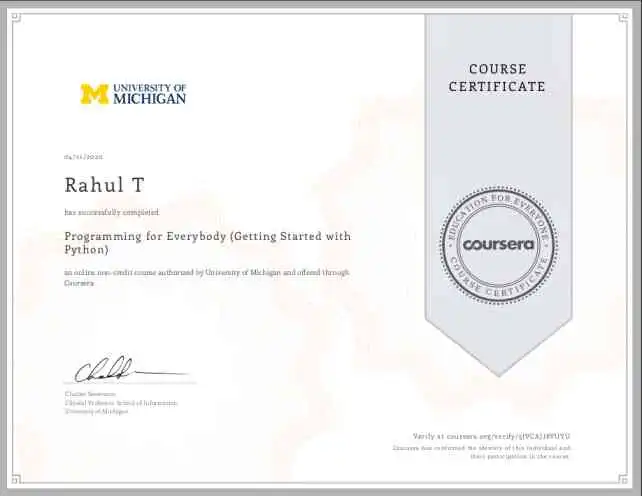 UNIVERSITY OF
MICHIGAN
COURSE
CERTIFICATE
04/11/2020
Rahul T
has successfully completed
Programming for Everybody (Getting Started with
Python)
an online non-credit course authorized by University of Michigan and offered through
Coursera
EDUCATION FOR EVERYONE
coursera
COURSE CERTIFICATE
Charles Severance
Clinical Professor, School of Information
University of Michigan
Verify at coursera.org/verify/
Coursera has confirmed the identity of this individual and
their participation in the course.